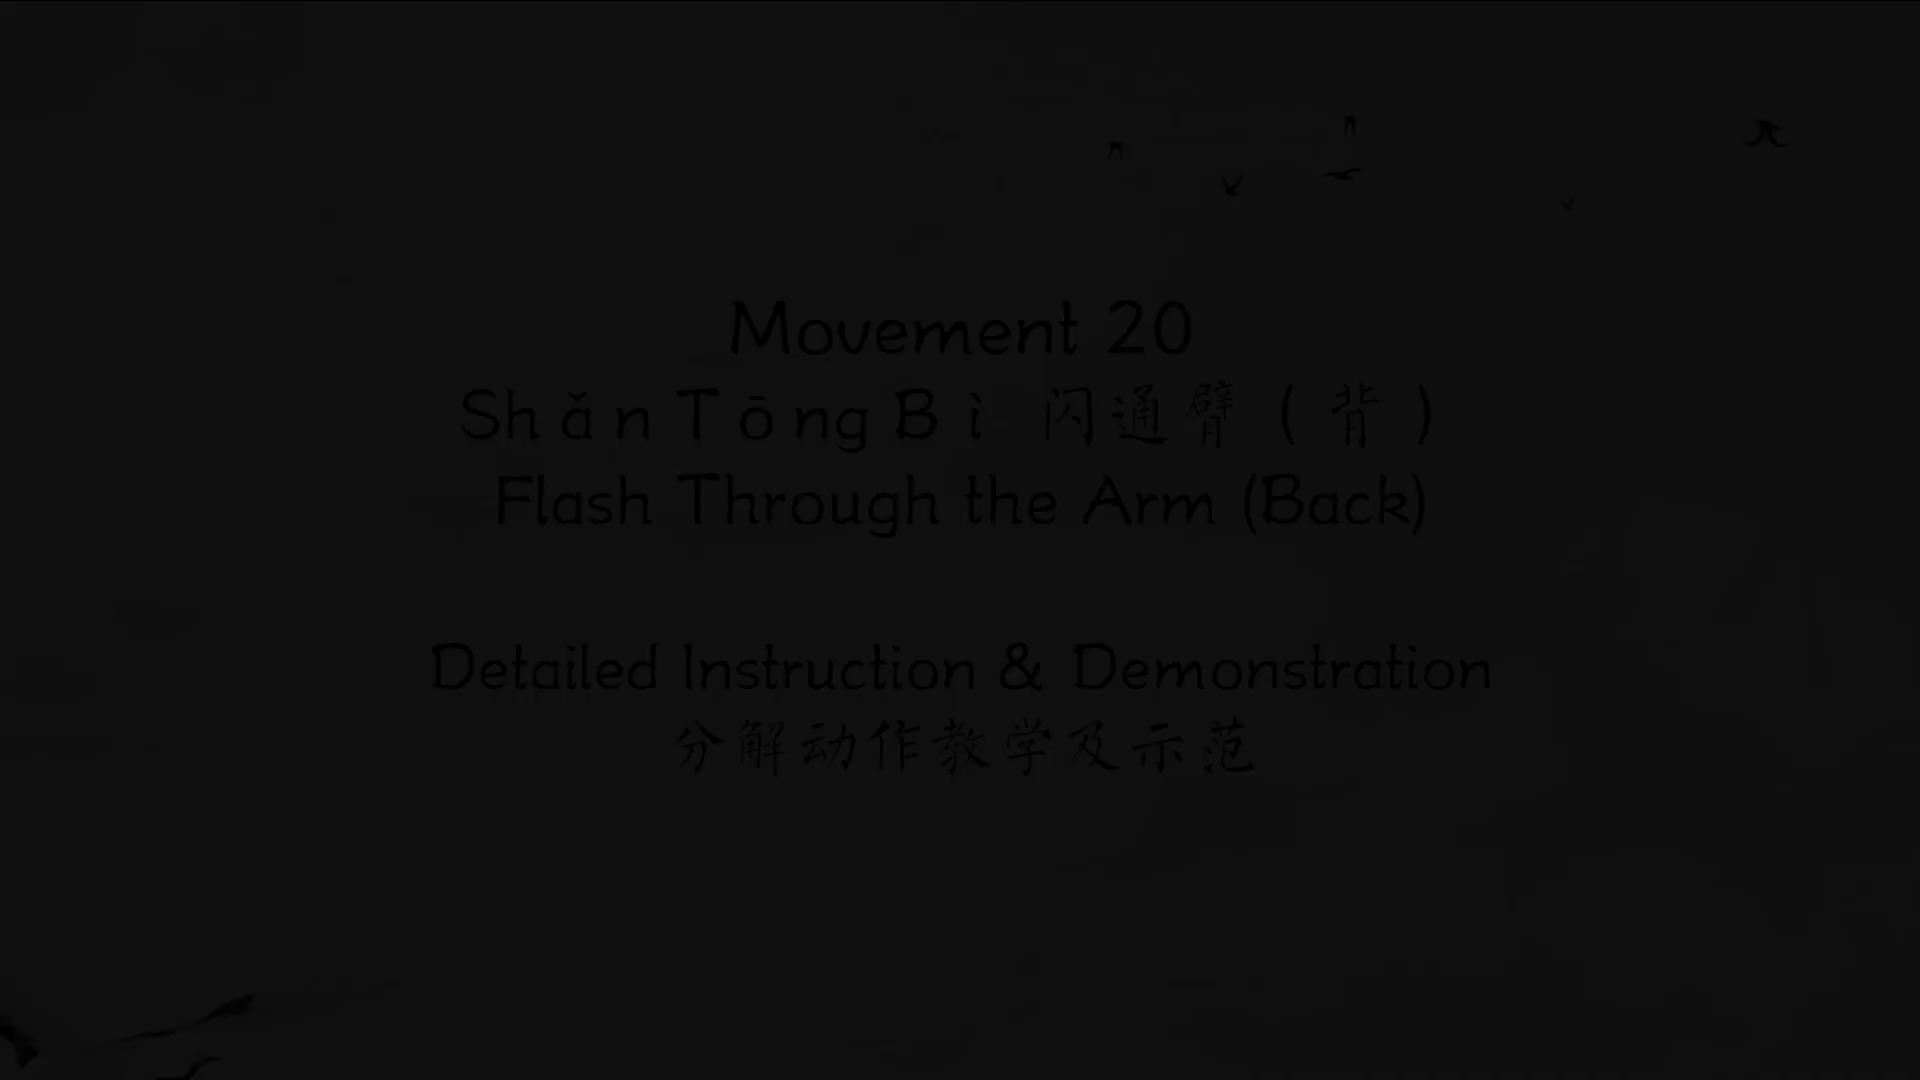 Movement 20
Shǎn Tōng Bì 闪通臂（背）
Flash Through the Arm (Back)
Detailed Instruction & Demonstration
分解动作教学及示范